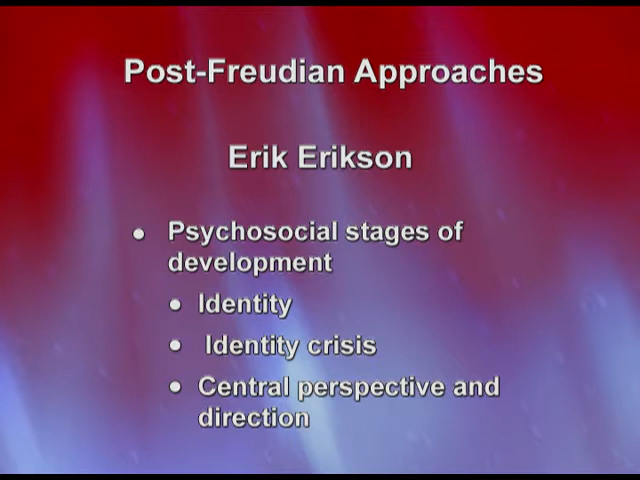 Post-Freudian Approaches
Erik Erikson
• Psychosocial stages of
development
• Identity
• Identity crisis
• Central perspective and
direction